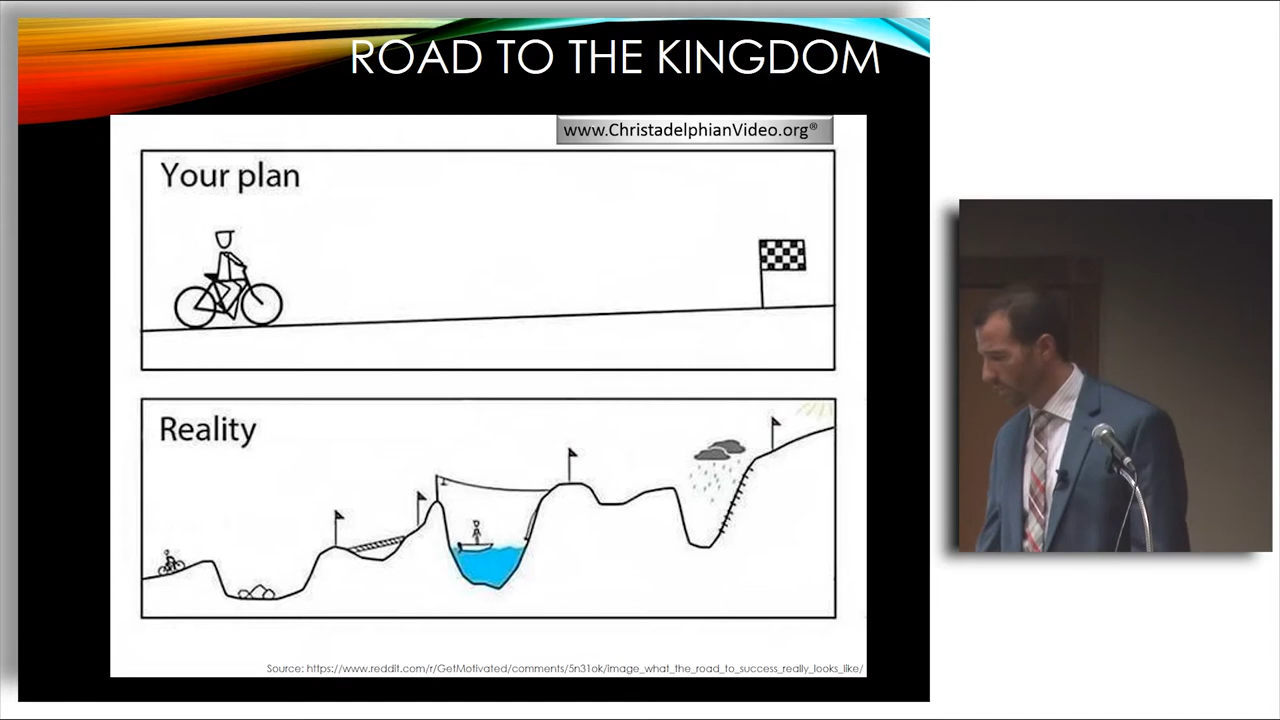 ROAD TO THE KINGDOM
www.ChristadelphianVideo.org®
Your plan
Reality
Source: https://www.reddit.com/r/GetMotivated/comments/5n31ok/image_what_the_road_to_success_really_looks_like/